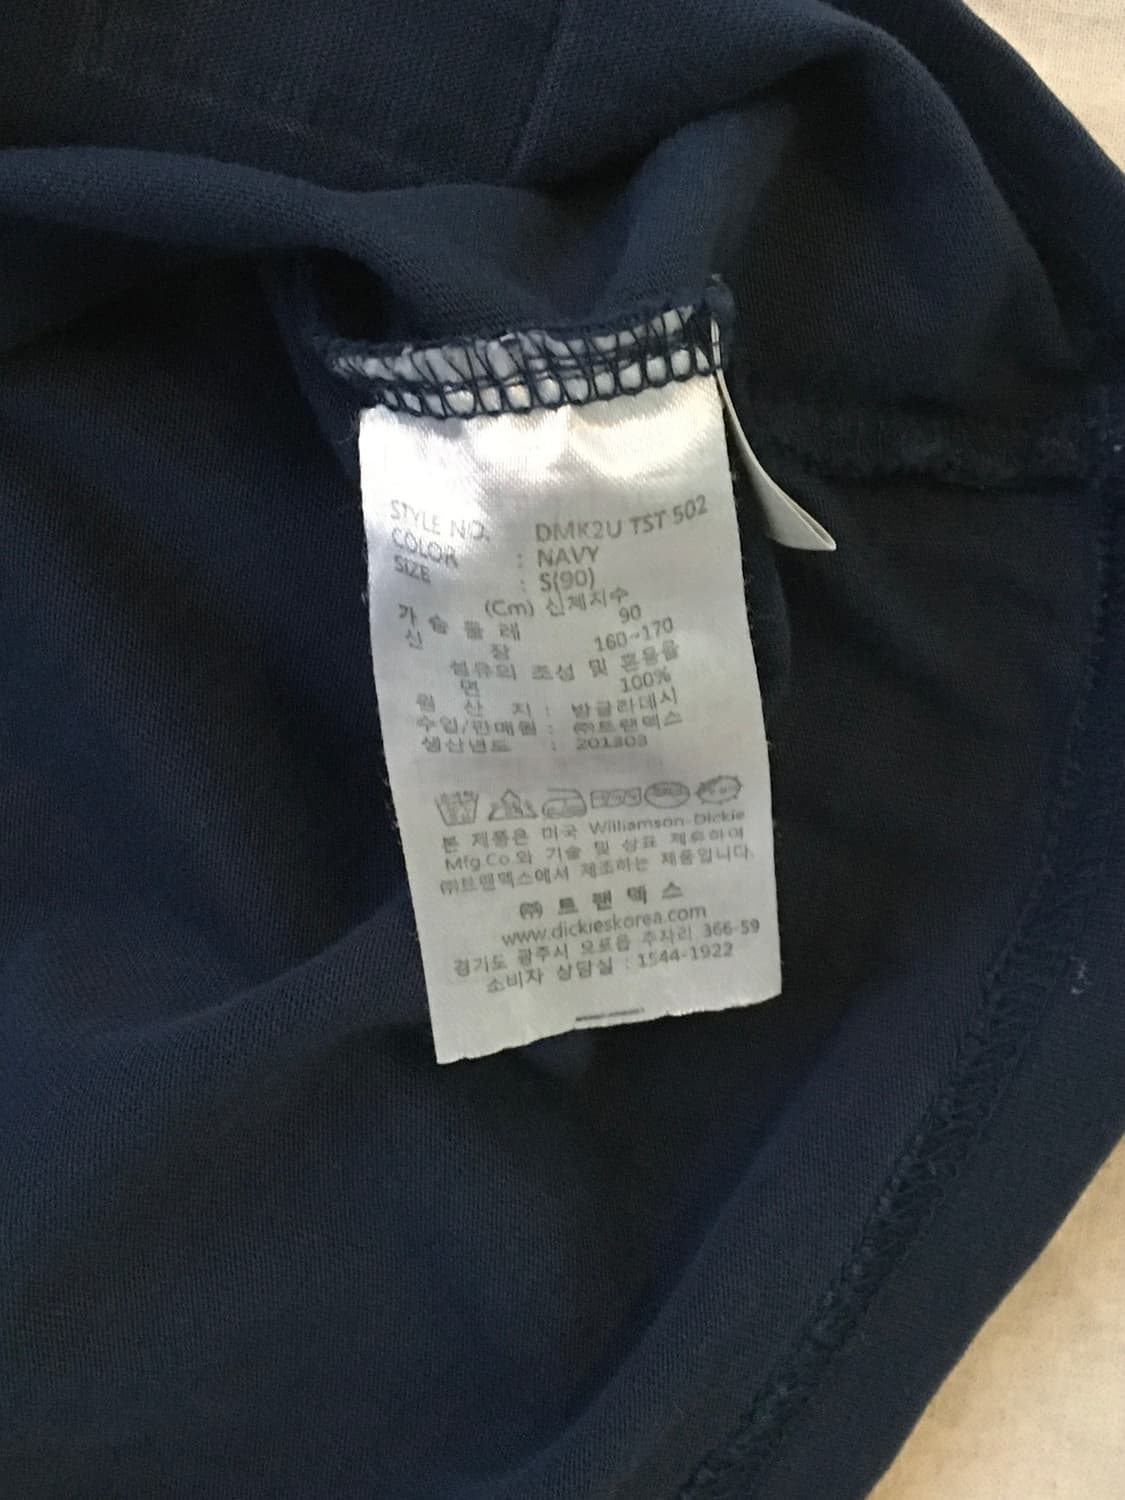 STYLE NO. DMK2U TST 502
COLOR : NAVY
SIZE : S(90)
(Cm) 신체치수
가 슴 둘 레 90
신 장 160~170
섬유의 조성 및 혼용율
면 100%
원 산 지 : 방글라데시
수입/판매원 : ㈜트랜멕스
생산년도 : 201303
본 제품은 미국 Williamson-Dickie
Mfg.Co.와 기술 및 상표 제휴하여
㈜트랜멕스에서 제조하는 제품입니다.
㈜ 트 랜 멕 스
www.dickieskorea.com
경기도 광주시 오포읍 추자리 366-59
소비자 상담실 : 1544-1922